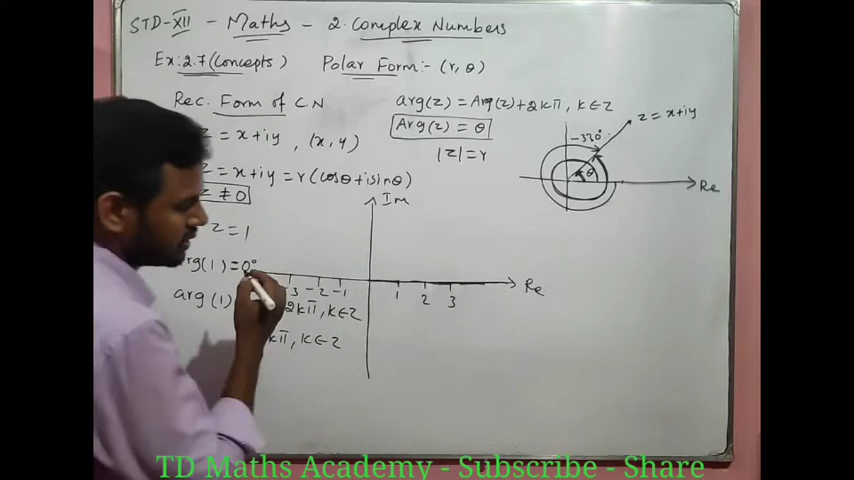 STD-XII - Maths - 2. Complex Numbers
Ex: 2.7 (Concepts) Polar Form:- (r, θ)
Rec. Form of CN
arg(z) = Arg(z)+2kπ, k∈Z
Arg(z) = θ
|z|=r
z = x+iy , (x, y)
z = x+iy = r(cosθ+isinθ)
z ≠ 0
z = 1
rg(1) = 0°
arg(1) 2kπ, k∈Z
kπ, k∈Z
Im
-3 -2 -1 1 2 3
Re
-330°
z = x+iy
θ
Re
TD Maths Academy - Subscribe - Share